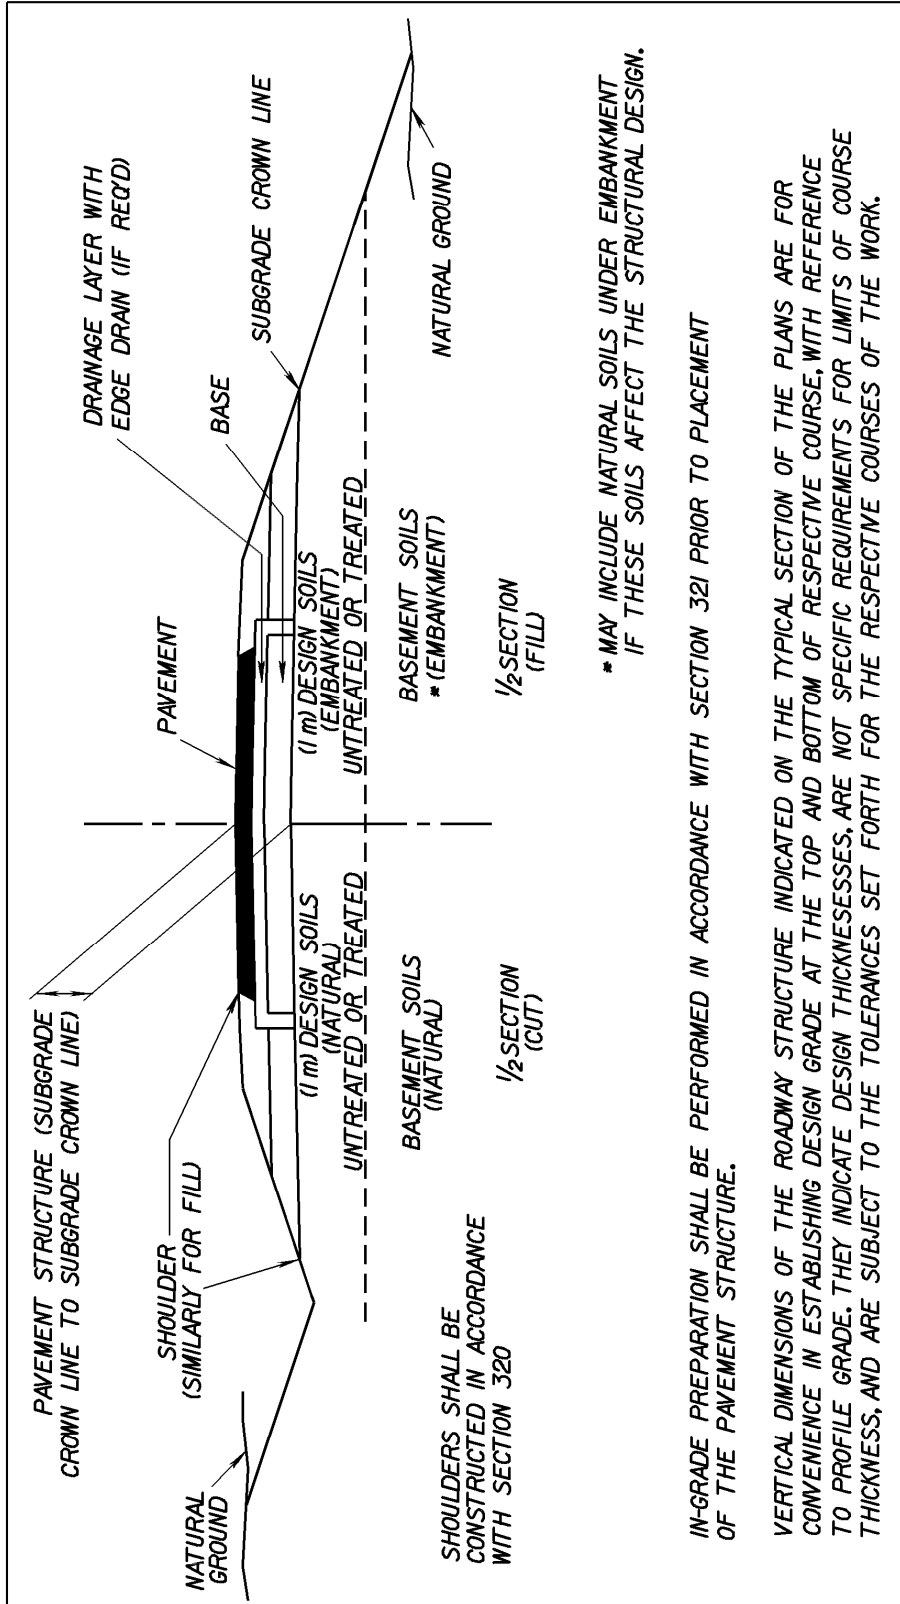 PAVEMENT STRUCTURE (SUBGRADE
CROWN LINE TO SUBGRADE CROWN LINE)
DRAINAGE LAYER WITH
EDGE DRAIN (IF REQ'D)
PAVEMENT
BASE
SUBGRADE CROWN LINE
SHOULDER
(SIMILARLY FOR FILL)
NATURAL
GROUND
(1 m) DESIGN SOILS
(NATURAL)
UNTREATED OR TREATED
(1 m) DESIGN SOILS
(EMBANKMENT)
UNTREATED OR TREATED
BASEMENT SOILS
(NATURAL)
BASEMENT SOILS
* (EMBANKMENT)
NATURAL GROUND
1/2 SECTION
(CUT)
1/2 SECTION
(FILL)
SHOULDERS SHALL BE
CONSTRUCTED IN ACCORDANCE
WITH SECTION 320
* MAY INCLUDE NATURAL SOILS UNDER EMBANKMENT
IF THESE SOILS AFFECT THE STRUCTURAL DESIGN.
IN-GRADE PREPARATION SHALL BE PERFORMED IN ACCORDANCE WITH SECTION 321 PRIOR TO PLACEMENT
OF THE PAVEMENT STRUCTURE.
VERTICAL DIMENSIONS OF THE ROADWAY STRUCTURE INDICATED ON THE TYPICAL SECTION OF THE PLANS ARE FOR
CONVENIENCE IN ESTABLISHING DESIGN GRADE AT THE TOP AND BOTTOM OF RESPECTIVE COURSE, WITH REFERENCE
TO PROFILE GRADE. THEY INDICATE DESIGN THICKNESESSES, ARE NOT SPECIFIC REQUIREMENTS FOR LIMITS OF COURSE
THICKNESS, AND ARE SUBJECT TO THE TOLERANCES SET FORTH FOR THE RESPECTIVE COURSES OF THE WORK.